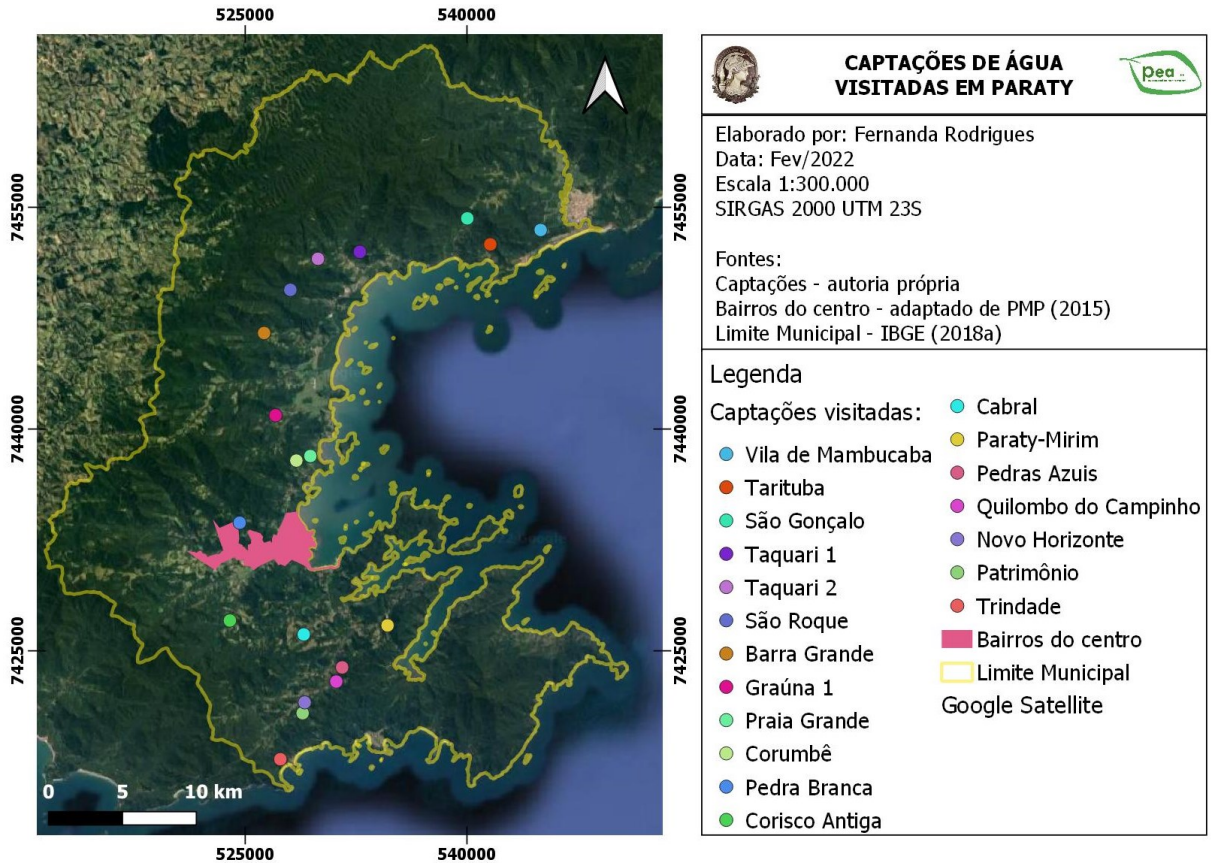 525000
540000
7455000
7455000
7440000
7440000
7425000
7425000
0 5 10 km
525000
540000
CAPTAÇÕES DE ÁGUA
VISITADAS EM PARATY
pea
Elaborado por: Fernanda Rodrigues
Data: Fev/2022
Escala 1:300.000
SIRGAS 2000 UTM 23S
Fontes:
Captações - autoria própria
Bairros do centro - adaptado de PMP (2015)
Limite Municipal - IBGE (2018a)
Legenda
Captações visitadas:
Vila de Mambucaba
Tarituba
São Gonçalo
Taquari 1
Taquari 2
São Roque
Barra Grande
Graúna 1
Praia Grande
Corumbê
Pedra Branca
Corisco Antiga
Cabral
Paraty-Mirim
Pedras Azuis
Quilombo do Campinho
Novo Horizonte
Patrimônio
Trindade
Bairros do centro
Limite Municipal
Google Satellite